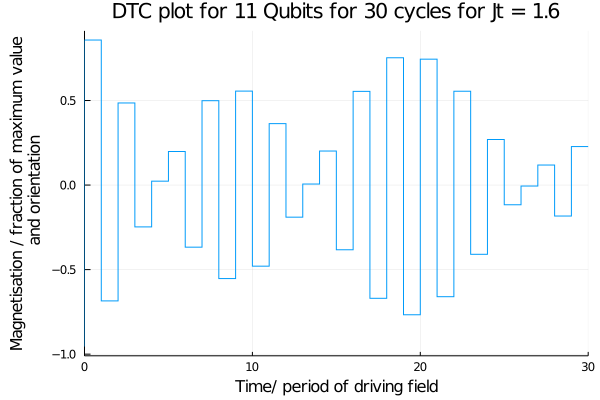 DTC plot for 11 Qubits for 30 cycles for Jt = 1.6
Magnetisation / fraction of maximum value
and orientation
0.5
0.0
−0.5
−1.0
0
10
20
30
Time/ period of driving field